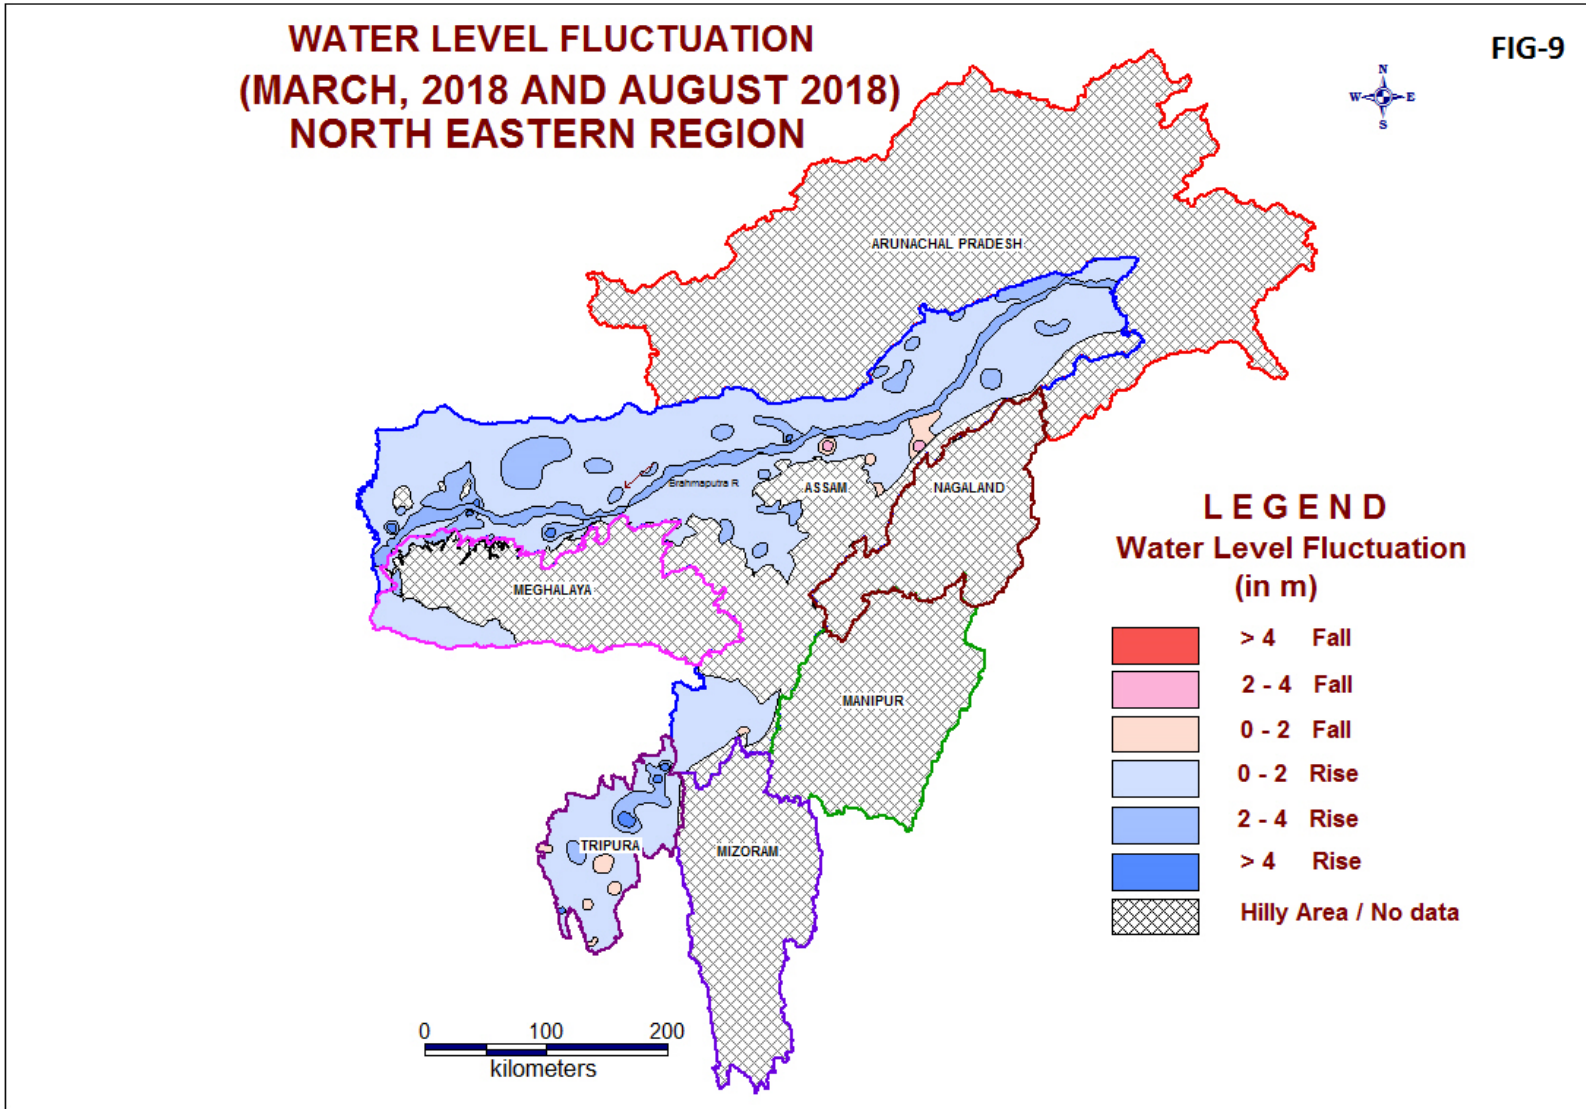 WATER LEVEL FLUCTUATION
(MARCH, 2018 AND AUGUST 2018)
NORTH EASTERN REGION
FIG-9
N
W E
S
ARUNACHAL PRADESH
Brahmaputra R
ASSAM
NAGALAND
MEGHALAYA
MANIPUR
TRIPURA
MIZORAM
LEGEND
Water Level Fluctuation
(in m)
> 4 Fall
2 - 4 Fall
0 - 2 Fall
0 - 2 Rise
2 - 4 Rise
> 4 Rise
Hilly Area / No data
0 100 200
kilometers